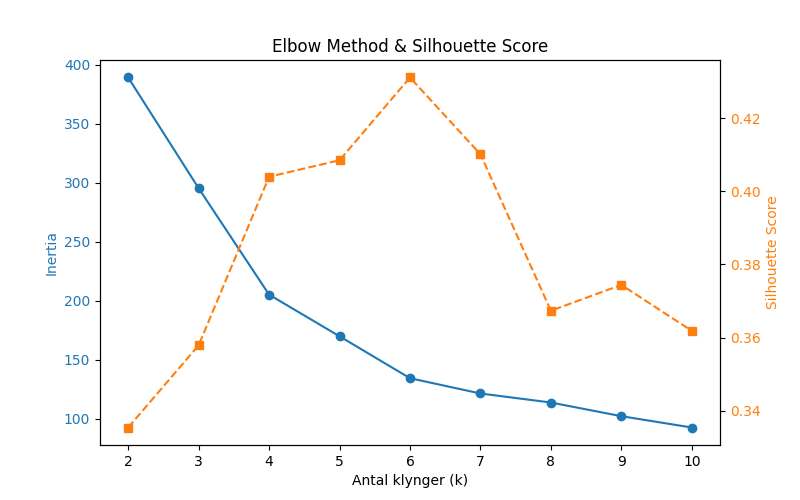 Elbow Method & Silhouette Score
400
350
300
250
200
150
100
Inertia
0.42
0.40
0.38
0.36
0.34
Silhouette Score
2 3 4 5 6 7 8 9 10
Antal klynger (k)